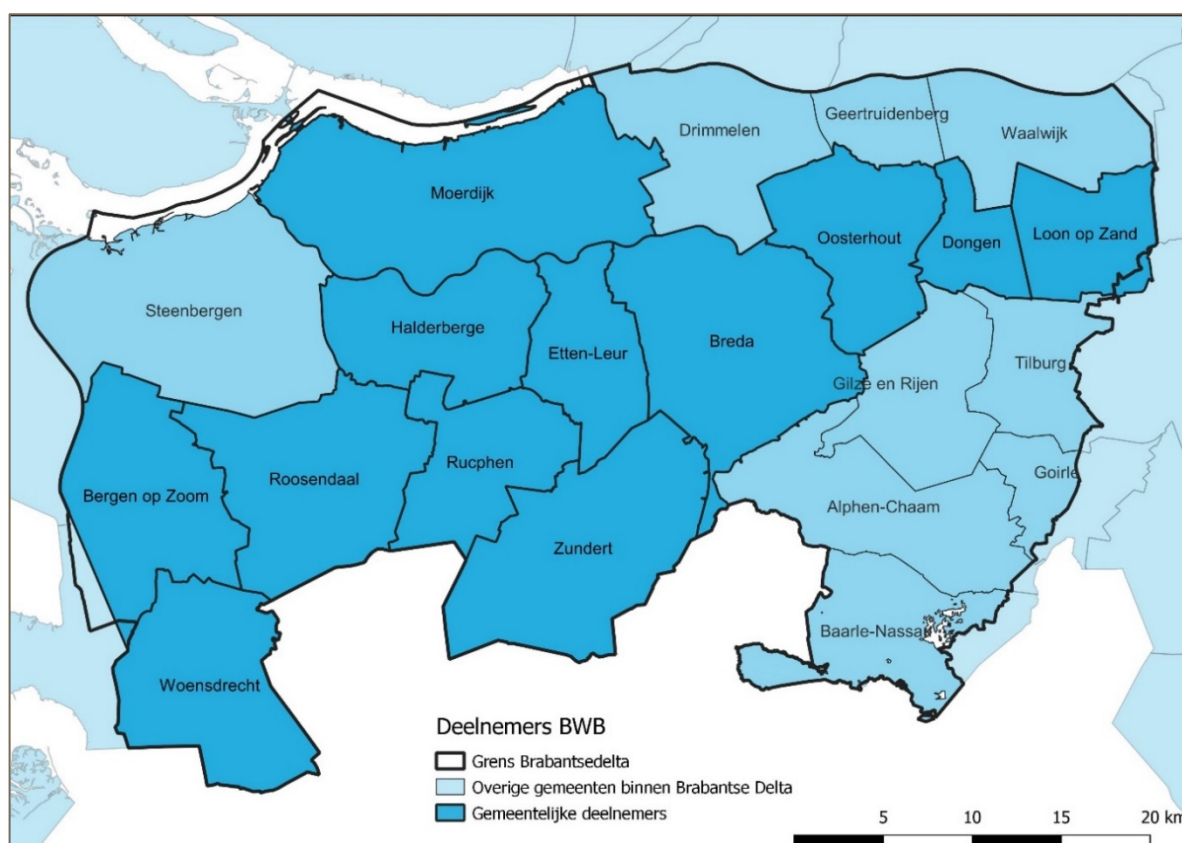 Drimmelen
Geertruidenberg
Waalwijk
Moerdijk
Oosterhout
Dongen
Loon op Zand
Steenbergen
Halderberge
Etten-Leur
Breda
Gilze en Rijen
Tilburg
Bergen op Zoom
Roosendaal
Rucphen
Goirle
Alphen-Chaam
Zundert
Baarle-Nassau
Woensdrecht
Deelnemers BWB
Grens Brabantsedelta
Overige gemeenten binnen Brabantse Delta
Gemeentelijke deelnemers
5 10 15 20 km